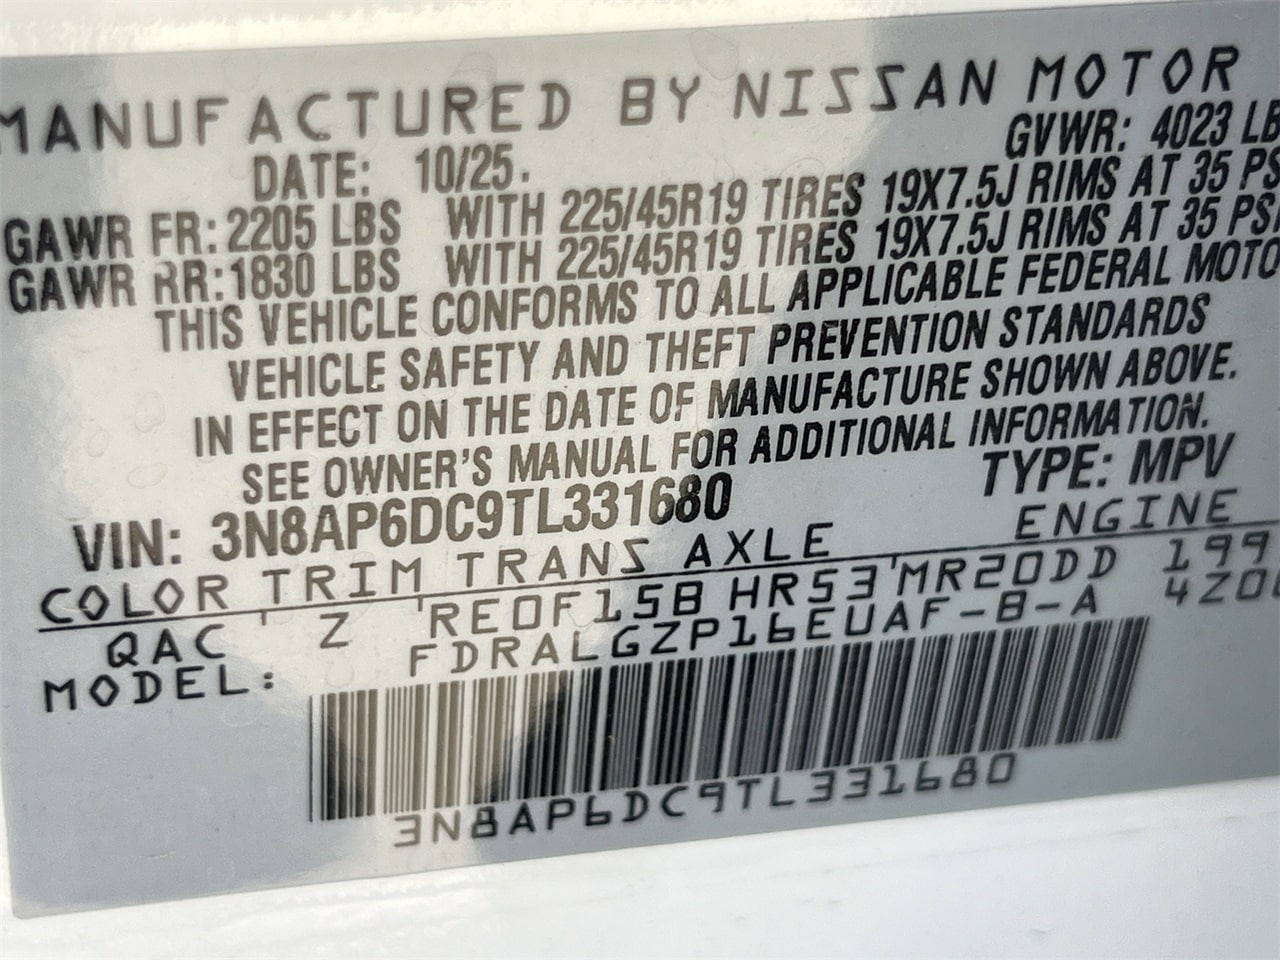 MANUFACTURED BY NISSAN MOTOR
DATE: 10/25. GVWR: 4023 LB
GAWR FR: 2205 LBS WITH 225/45R19 TIRES 19X7.5J RIMS AT 35 PS
GAWR RR: 1830 LBS WITH 225/45R19 TIRES 19X7.5J RIMS AT 35 PSI
THIS VEHICLE CONFORMS TO ALL APPLICABLE FEDERAL MOTO
VEHICLE SAFETY AND THEFT PREVENTION STANDARDS
IN EFFECT ON THE DATE OF MANUFACTURE SHOWN ABOVE.
SEE OWNER'S MANUAL FOR ADDITIONAL INFORMATION.
VIN: 3N8AP6DC9TL331680 TYPE: MPV
COLOR TRIM TRANS AXLE ENGINE
QAC Z RE0F15B HR53 MR20DD 199
MODEL: FDRALGZP16EUAF-B-A 4Z00
3N8AP6DC9TL331680